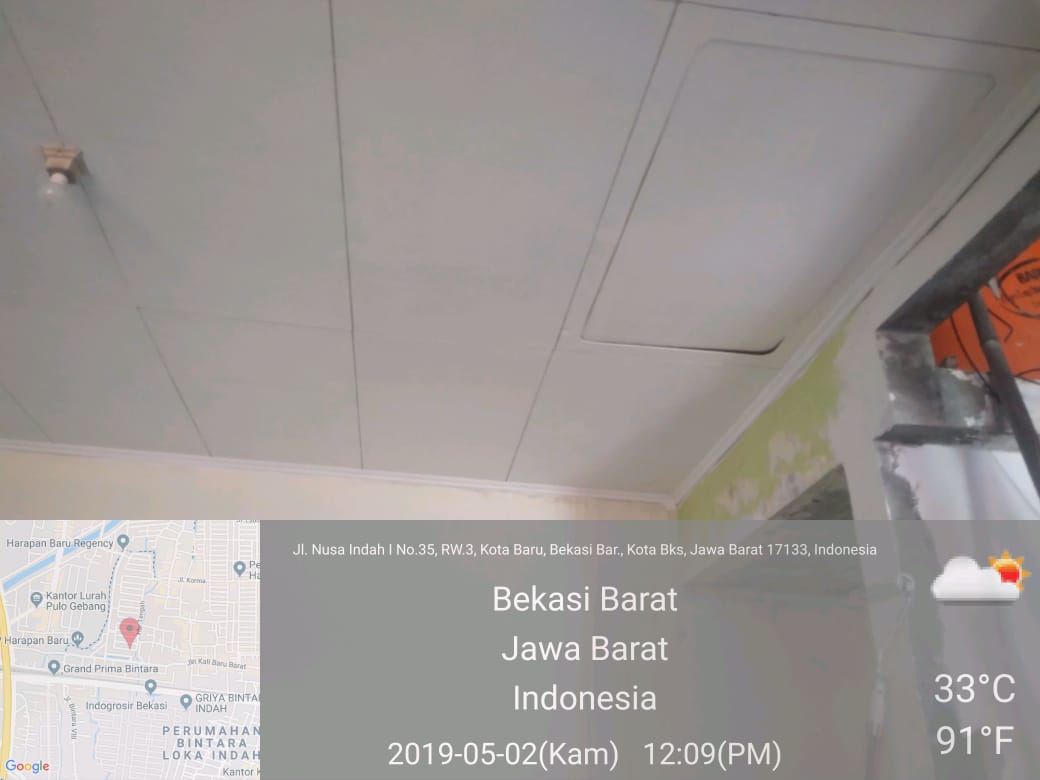 Jl. Nusa Indah I No.35, RW.3, Kota Baru, Bekasi Bar., Kota Bks, Jawa Barat 17133, Indonesia
Bekasi Barat
Jawa Barat
Indonesia
2019-05-02(Kam) 12:09(PM)
33°C
91°F
Harapan Baru Regency
Jl. Korma
Kantor Lurah
Pulo Gebang
Harapan Baru
Jln Kali Baru Barat
Grand Prima Bintara
Indogrosir Bekasi
GRIYA BINTA
INDAH
Jl. Bintara VIII
PERUMAHAN
BINTARA
LOKA INDAH
Kantor K
Google